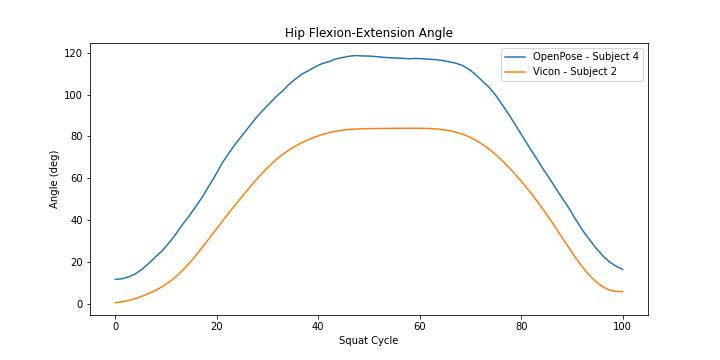 Hip Flexion-Extension Angle
OpenPose - Subject 4
Vicon - Subject 2
120
100
80
60
40
20
0
Angle (deg)
0 20 40 60 80 100
Squat Cycle